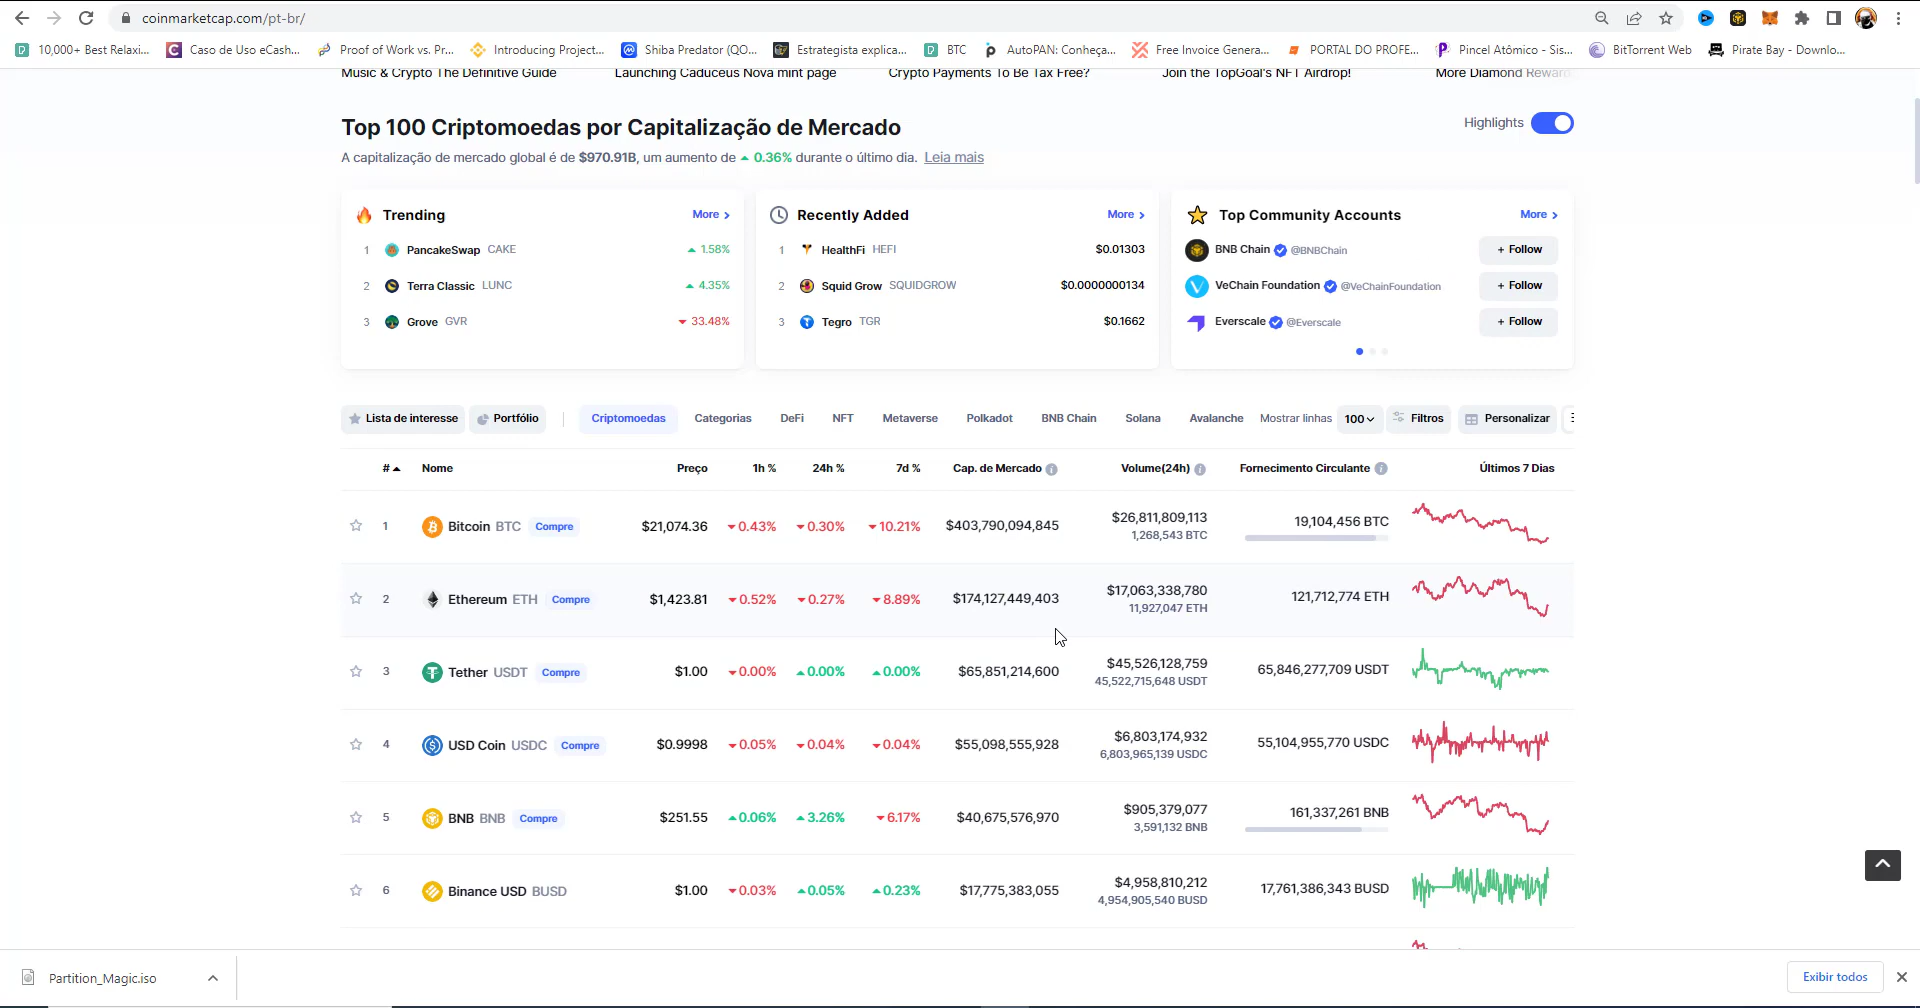 coinmarketcap.com/pt-br/
10,000+ Best Relaxi... Caso de Uso eCash... Proof of Work vs. Pr... Introducing Project... Shiba Predator (QO... Estrategista explica... BTC AutoPAN: Conheça... Free Invoice Genera... PORTAL DO PROFE... Pincel Atômico - Sis... BitTorrent Web Pirate Bay - Downlo...
Music & Crypto The Definitive Guide Launching Caduceus Nova mint page Crypto Payments To Be Tax Free? Join the TopGoal's NFT Airdrop! More Diamond Reward
Top 100 Criptomoedas por Capitalização de Mercado Highlights
A capitalização de mercado global é de $970.91B, um aumento de 0.36% durante o último dia. Leia mais
Trending More Recently Added More Top Community Accounts More
1 PancakeSwap CAKE 1.58% 1 HealthFi HEFI $0.01303 BNB Chain @BNBChain + Follow
2 Terra Classic LUNC 4.35% 2 Squid Grow SQUIDGROW $0.0000000134 VeChain Foundation @VeChainFoundation + Follow
3 Grove GVR 33.48% 3 Tegro TGR $0.1662 Everscale @Everscale + Follow
Lista de interesse Portfólio Criptomoedas Categorias DeFi NFT Metaverse Polkadot BNB Chain Solana Avalanche Mostrar linhas 100 Filtros Personalizar
# Nome Preço 1h % 24h % 7d % Cap. de Mercado Volume(24h) Fornecimento Circulante Últimos 7 Dias
1 Bitcoin BTC Compre $21,074.36 0.43% 0.30% 10.21% $403,790,094,845 $26,811,809,113 19,104,456 BTC
1,268,543 BTC
2 Ethereum ETH Compre $1,423.81 0.52% 0.27% 8.89% $174,127,449,403 $17,063,338,780 121,712,774 ETH
11,927,047 ETH
3 Tether USDT Compre $1.00 0.00% 0.00% 0.00% $65,851,214,600 $45,526,128,759 65,846,277,709 USDT
45,522,715,648 USDT
4 USD Coin USDC Compre $0.9998 0.05% 0.04% 0.04% $55,098,555,928 $6,803,174,932 55,104,955,770 USDC
6,803,965,139 USDC
5 BNB BNB Compre $251.55 0.06% 3.26% 6.17% $40,675,576,970 $905,379,077 161,337,261 BNB
3,591,132 BNB
6 Binance USD BUSD $1.00 0.03% 0.05% 0.23% $17,775,383,055 $4,958,810,212 17,761,386,343 BUSD
4,954,905,540 BUSD
Partition_Magic.iso Exibir todos